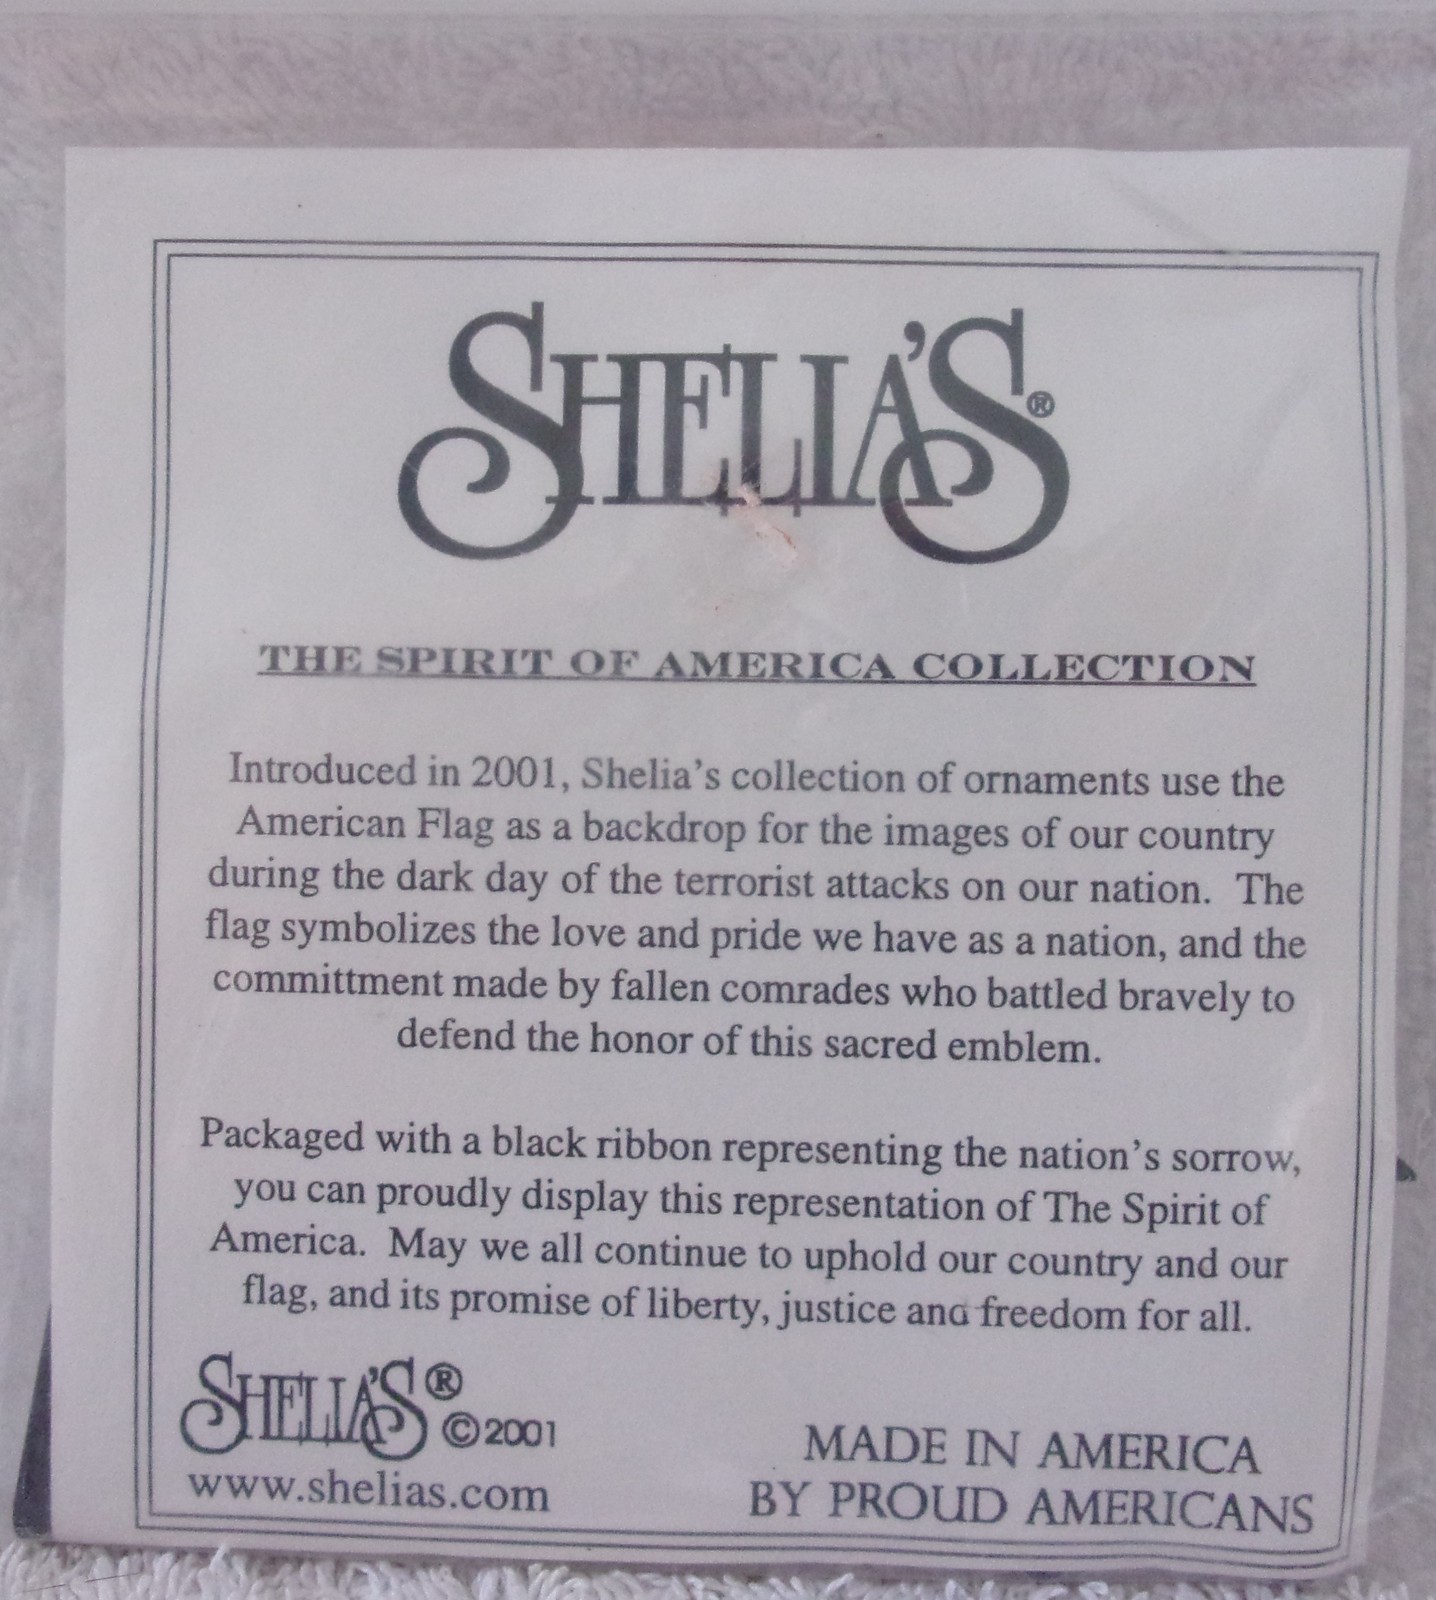 SHELIA'S®
THE SPIRIT OF AMERICA COLLECTION
Introduced in 2001, Shelia's collection of ornaments use the
American Flag as a backdrop for the images of our country
during the dark day of the terrorist attacks on our nation.  The
flag symbolizes the love and pride we have as a nation, and the
committment made by fallen comrades who battled bravely to
defend the honor of this sacred emblem.
Packaged with a black ribbon representing the nation's sorrow,
you can proudly display this representation of The Spirit of
America.  May we all continue to uphold our country and our
flag, and its promise of liberty, justice and freedom for all.
SHELIA'S®
©2001
www.shelias.com
MADE IN AMERICA
BY PROUD AMERICANS